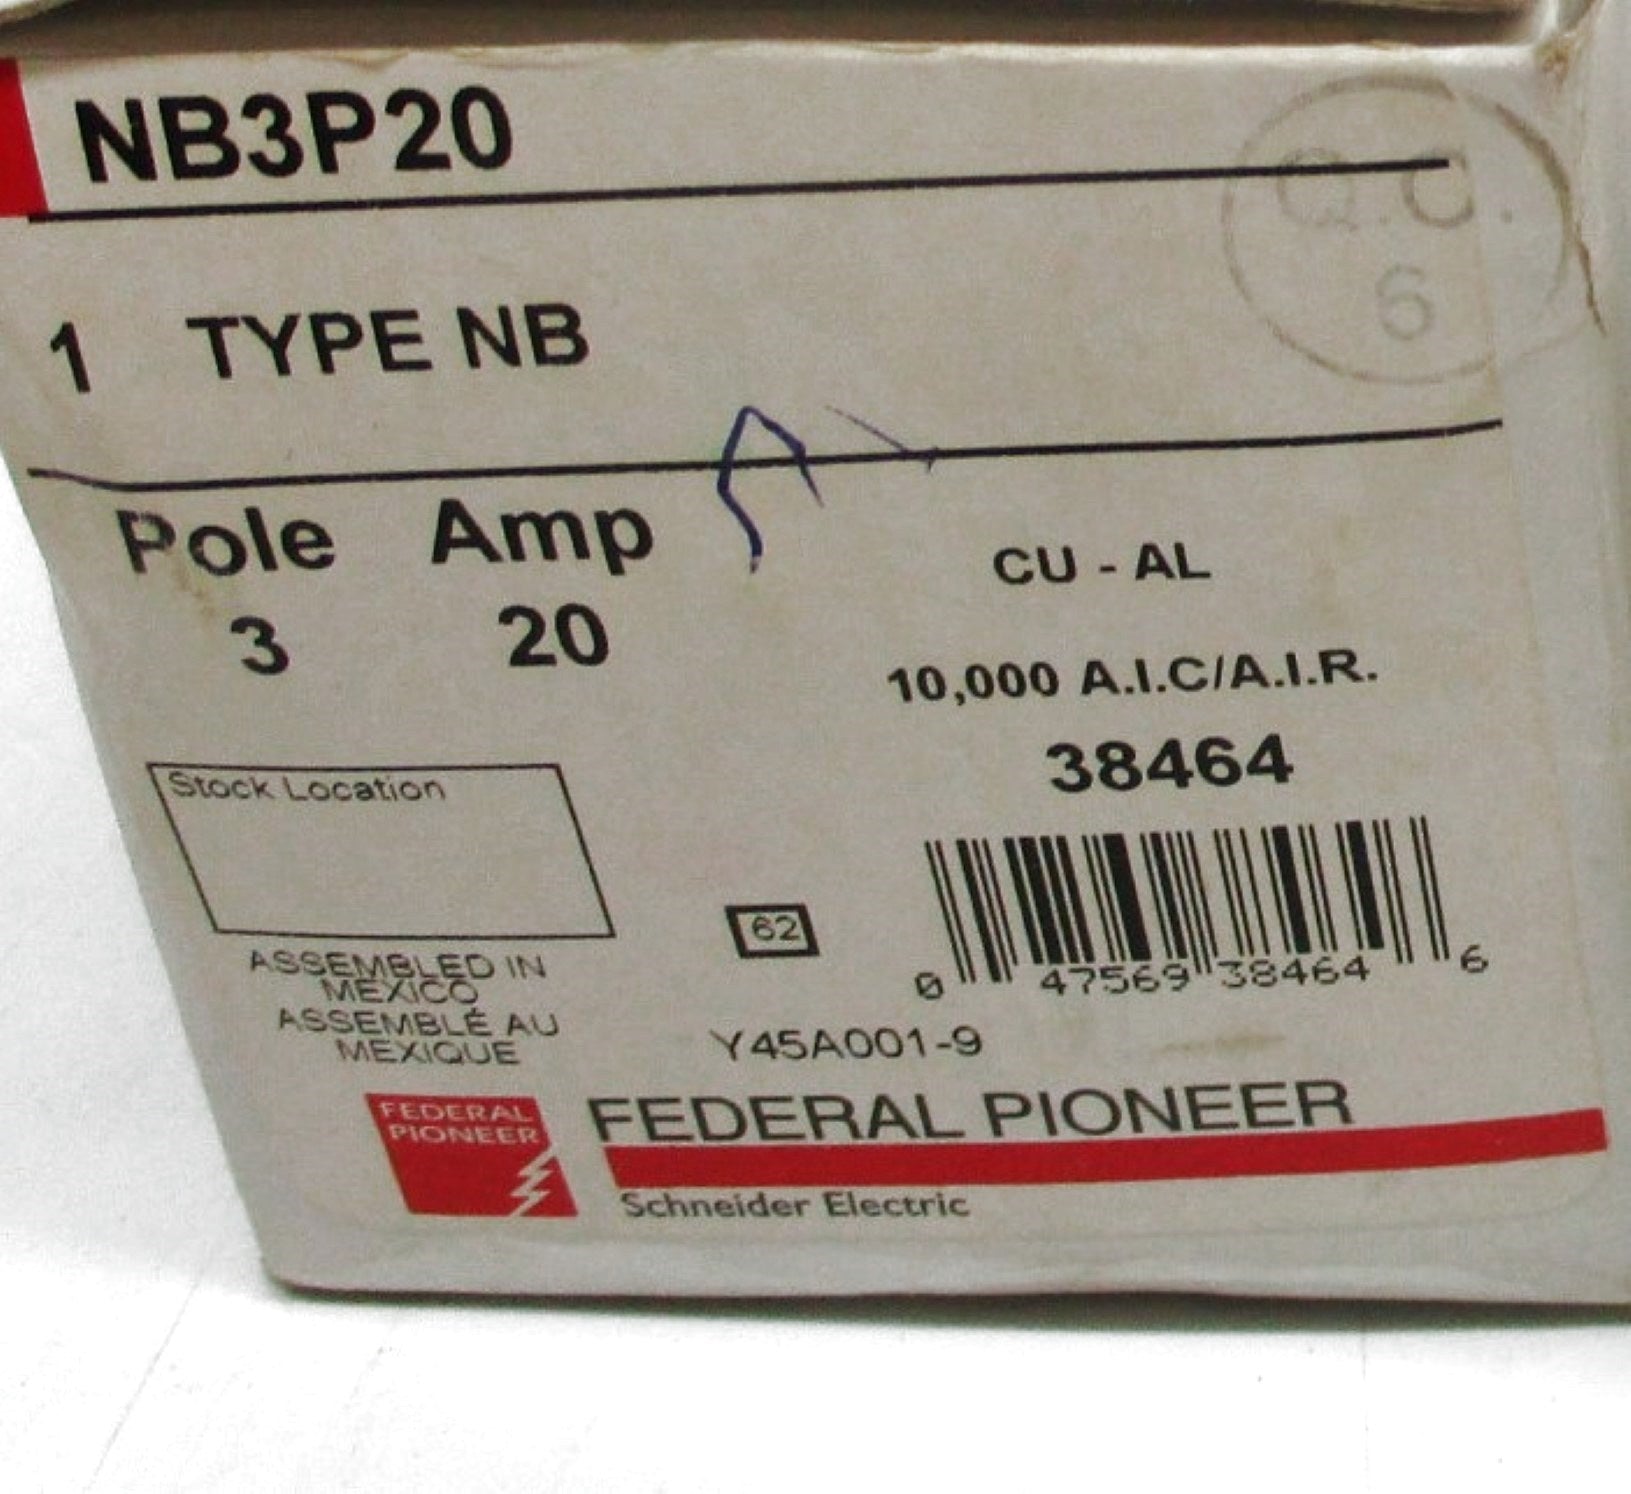 NB3P20
Q.C.
6
1 TYPE NB
Pole Amp
3 20
CU - AL
10,000 A.I.C/A.I.R.
38464
Stock Location
62
0 47569 38464 6
ASSEMBLED IN
MEXICO
ASSEMBLÉ AU
MEXIQUE
Y45A001-9
FEDERAL
PIONEER
FEDERAL PIONEER
Schneider Electric